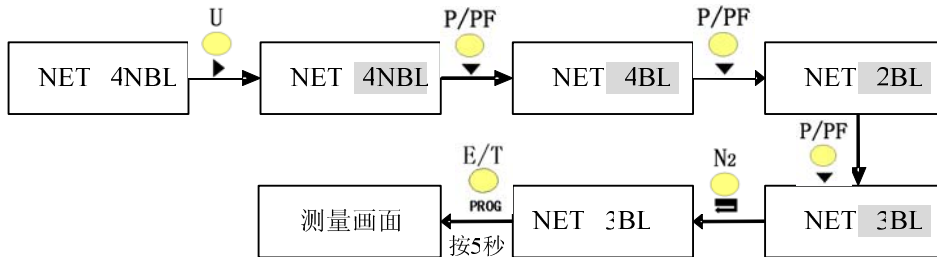 U
P/PF
P/PF
NET 4NBL
NET 4NBL
NET 4BL
NET 2BL
P/PF
E/T
N2
PROG
测量画面
NET 3BL
NET 3BL
按5秒